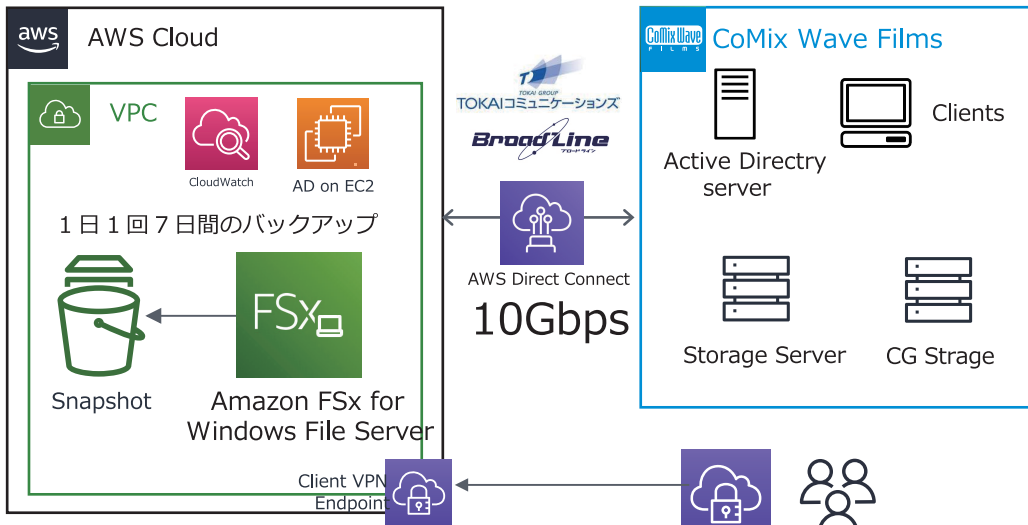 aws
AWS Cloud
VPC
CloudWatch
AD on EC2
1日1回7日間のバックアップ
FSx
Snapshot
Amazon FSx for
Windows File Server
Client VPN
Endpoint
TOKAI GROUP
TOKAIコミュニケーションズ
BroadLine
ブロードライン
AWS Direct Connect
10Gbps
CoMix Wave
FILMS
CoMix Wave Films
Clients
Active Directry
server
Storage Server
CG Strage